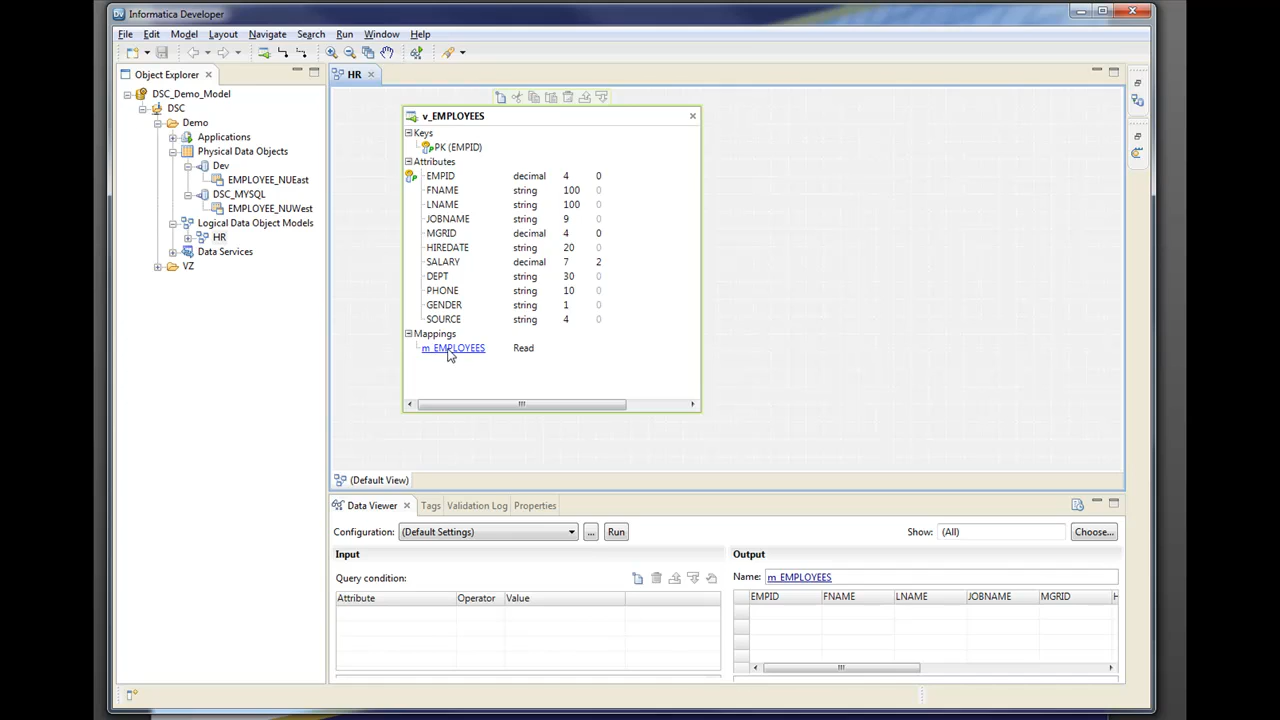 Informatica Developer
File Edit Model Layout Navigate Search Run Window Help
Object Explorer
DSC_Demo_Model
DSC
Demo
Applications
Physical Data Objects
Dev
EMPLOYEE_NUEast
DSC_MYSQL
EMPLOYEE_NUWest
Logical Data Object Models
HR
Data Services
VZ
HR
v_EMPLOYEES
Keys
PK (EMPID)
Attributes
EMPID decimal 4 0
FNAME string 100 0
LNAME string 100 0
JOBNAME string 9 0
MGRID decimal 4 0
HIREDATE string 20 0
SALARY decimal 7 2
DEPT string 30 0
PHONE string 10 0
GENDER string 1 0
SOURCE string 4 0
Mappings
m_EMPLOYEES Read
(Default View)
Data Viewer Tags Validation Log Properties
Configuration: (Default Settings) ... Run Show: (All) Choose...
Input
Query condition:
Attribute Operator Value
Output
Name: m_EMPLOYEES
EMPID FNAME LNAME JOBNAME MGRID H